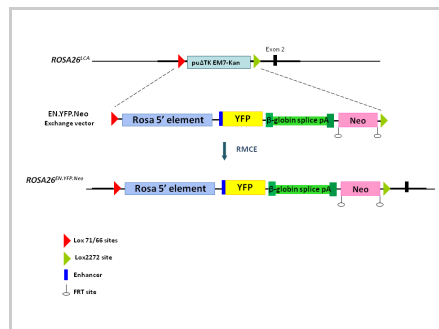 Exon 2
ROSA26LCA
puΔTK EM7-Kan
EN.YFP.Neo
Exchange vector
Rosa 5' element
YFP
β-globin splice pA
Neo
RMCE
ROSA26EN.YFP.Neo
Rosa 5' element
YFP
β-globin splice pA
Neo
Lox 71/66 sites
Lox2272 site
Enhancer
FRT site